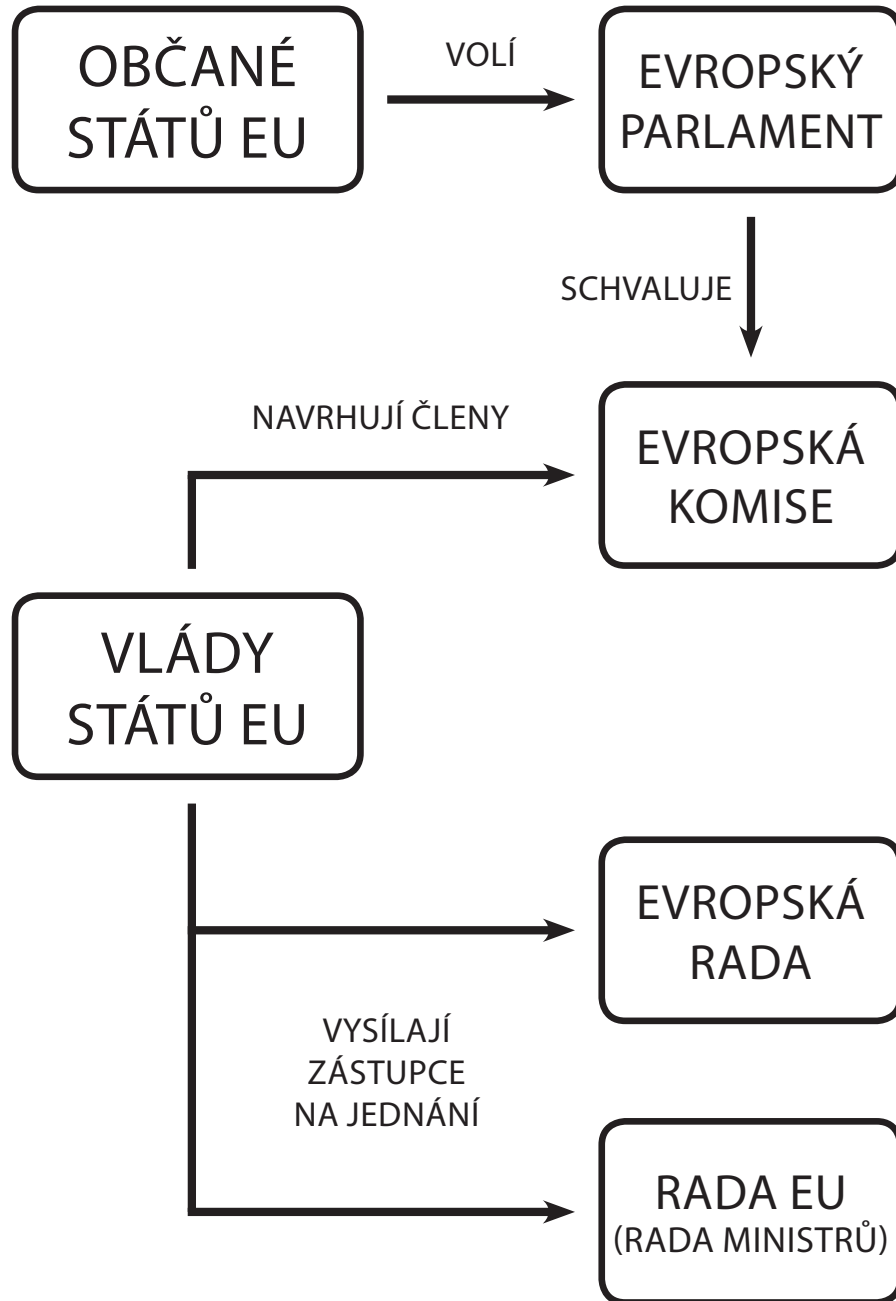 OBČANÉ
STÁTŮ EU
VOLÍ
EVROPSKÝ
PARLAMENT
SCHVALUJE
NAVRHUJÍ ČLENY
EVROPSKÁ
KOMISE
VLÁDY
STÁTŮ EU
EVROPSKÁ
RADA
VYSÍLAJÍ
ZÁSTUPCE
NA JEDNÁNÍ
RADA EU
(RADA MINISTRŮ)